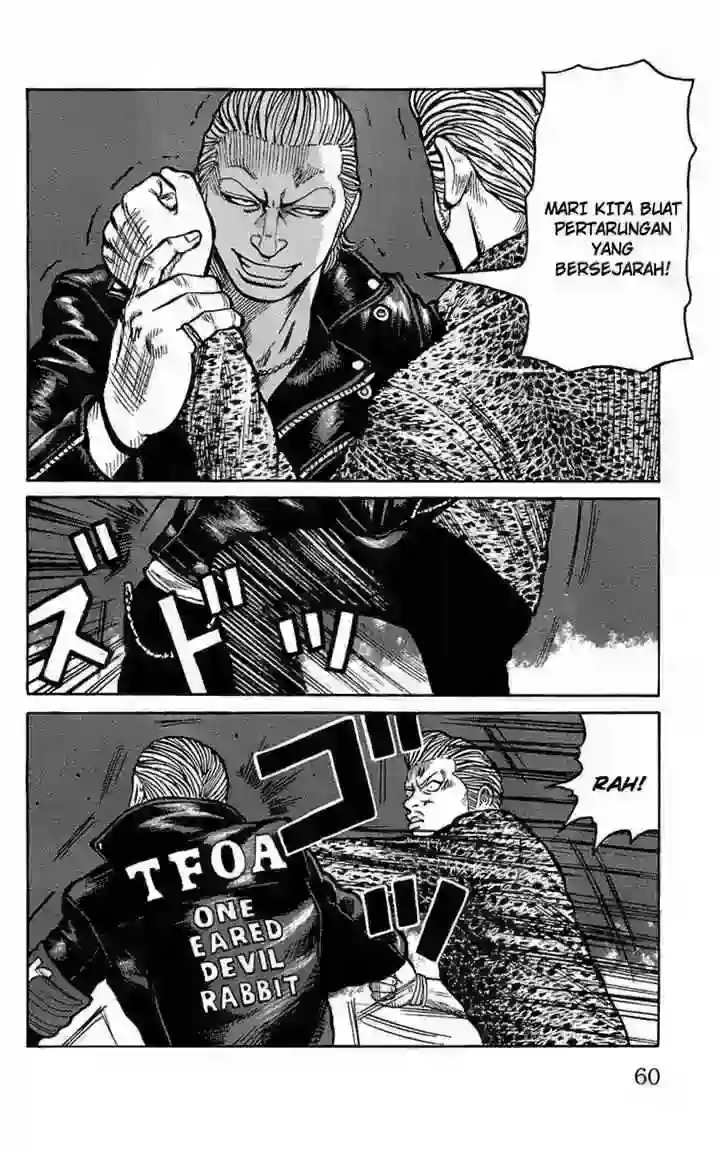 MARI KITA BUAT
PERTARUNGAN
YANG
BERSEJARAH!
ズドッ
ゴッ
RAH!
TFOA
ONE
EARED
DEVIL
RABBIT
60